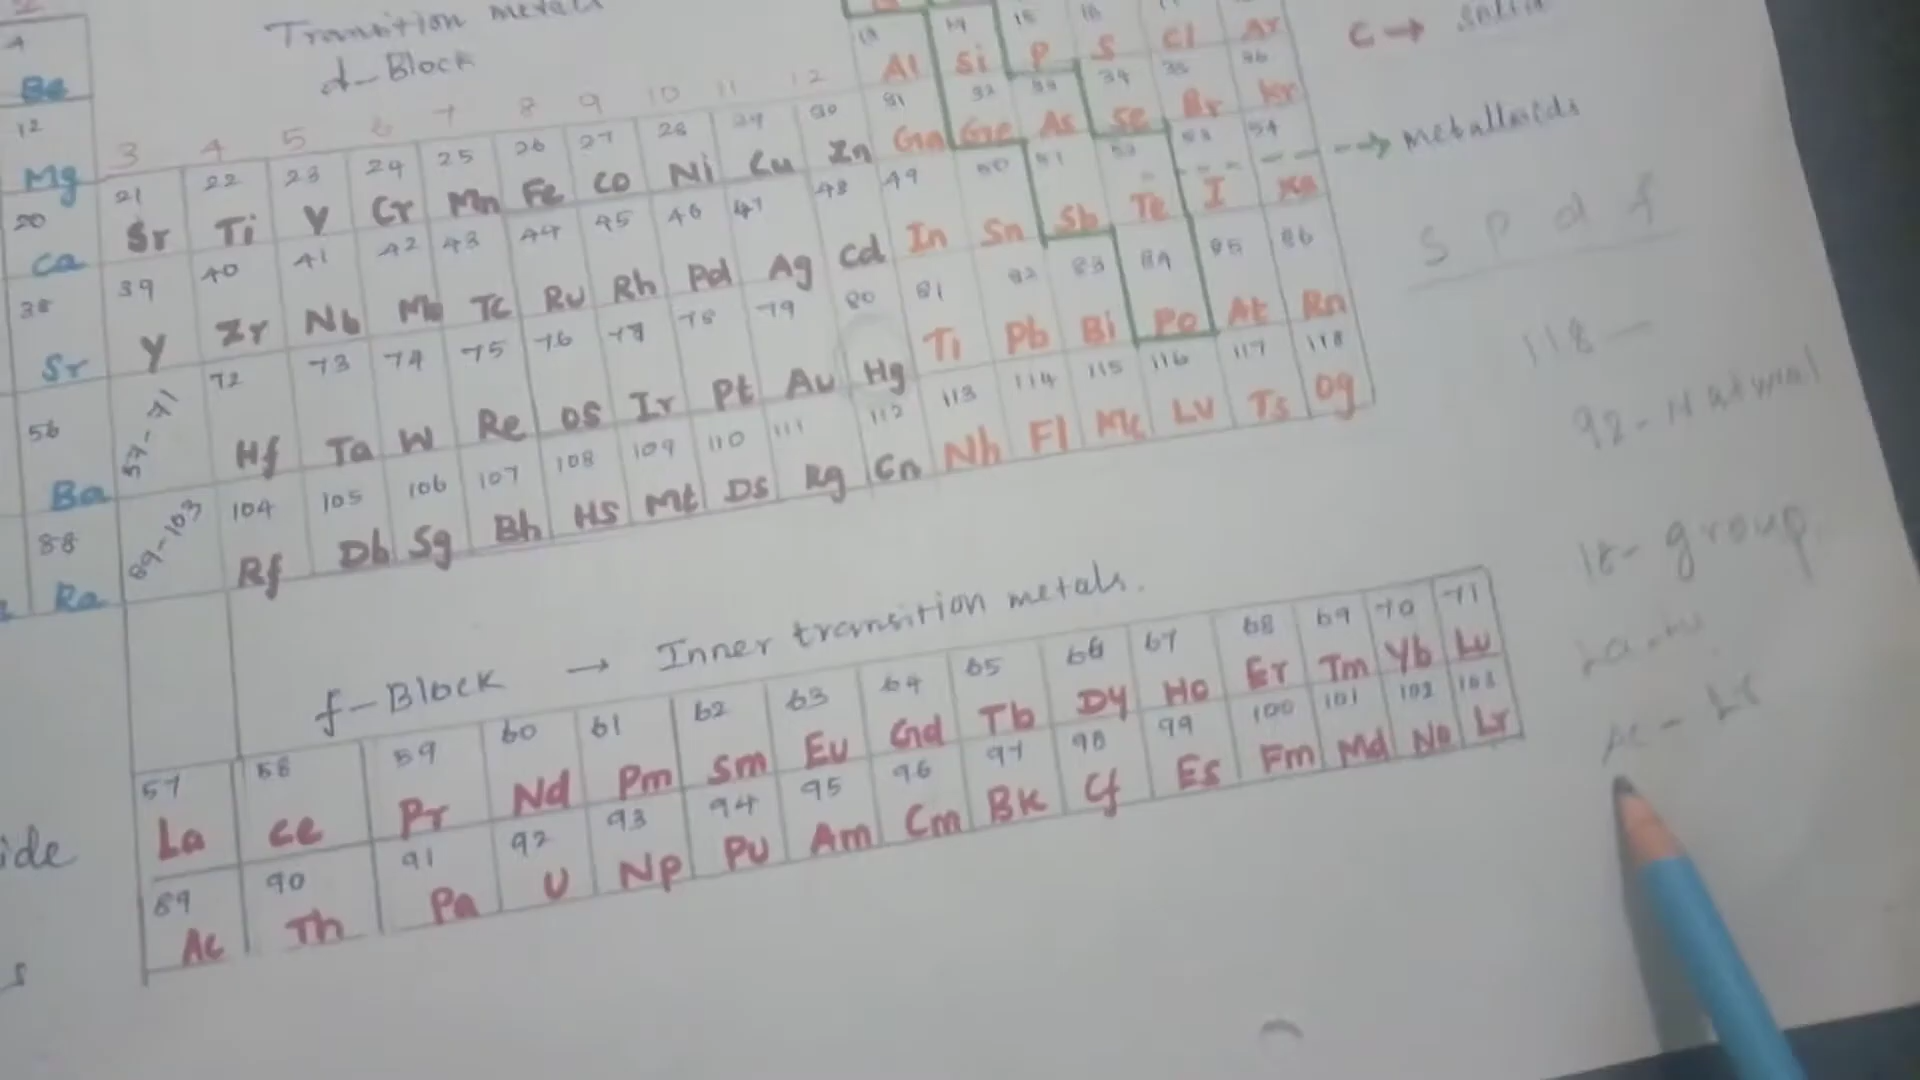 Transition metals
d-Block
C → solid
4
Be
12
Mg
3 4 5 6 7 8 9 10 11 12
13 14 15 16
Al Si P S Cl Ar
20 21 22 23 24 25 26 27 28 29 30 31 32 33 34 35 36
Ca Sr Ti V Cr Mn Fe Co Ni Cu Zn Ga Ge As Se Br Kr
---→ metalloids
38 39 40 41 42 43 44 45 46 47 48 49 50 51 52 53 54
Sr Y Zr Nb Mo Tc Ru Rh Pd Ag Cd In Sn Sb Te I Xe
S P d f
56 57-71 72 73 74 75 76 77 78 79 80 81 82 83 84 85 86
Ba Hf Ta W Re Os Ir Pt Au Hg Ti Pb Bi Po At Rn
118 —
88 89-103 104 105 106 107 108 109 110 111 112 113 114 115 116 117 118
Ra Rf Db Sg Bh Hs Mt Ds Rg Cn Nh Fl Mc Lv Ts Og
92 - Natural
18 - group
f-Block → Inner transition metals.
57 58 59 60 61 62 63 64 65 66 67 68 69 70 71
La Ce Pr Nd Pm Sm Eu Gd Tb Dy Ho Er Tm Yb Lu
Ac - Lr
89 90 91 92 93 94 95 96 97 98 99 100 101 102 103
Ac Th Pa U Np Pu Am Cm Bk Cf Es Fm Md No Lr
ide
s